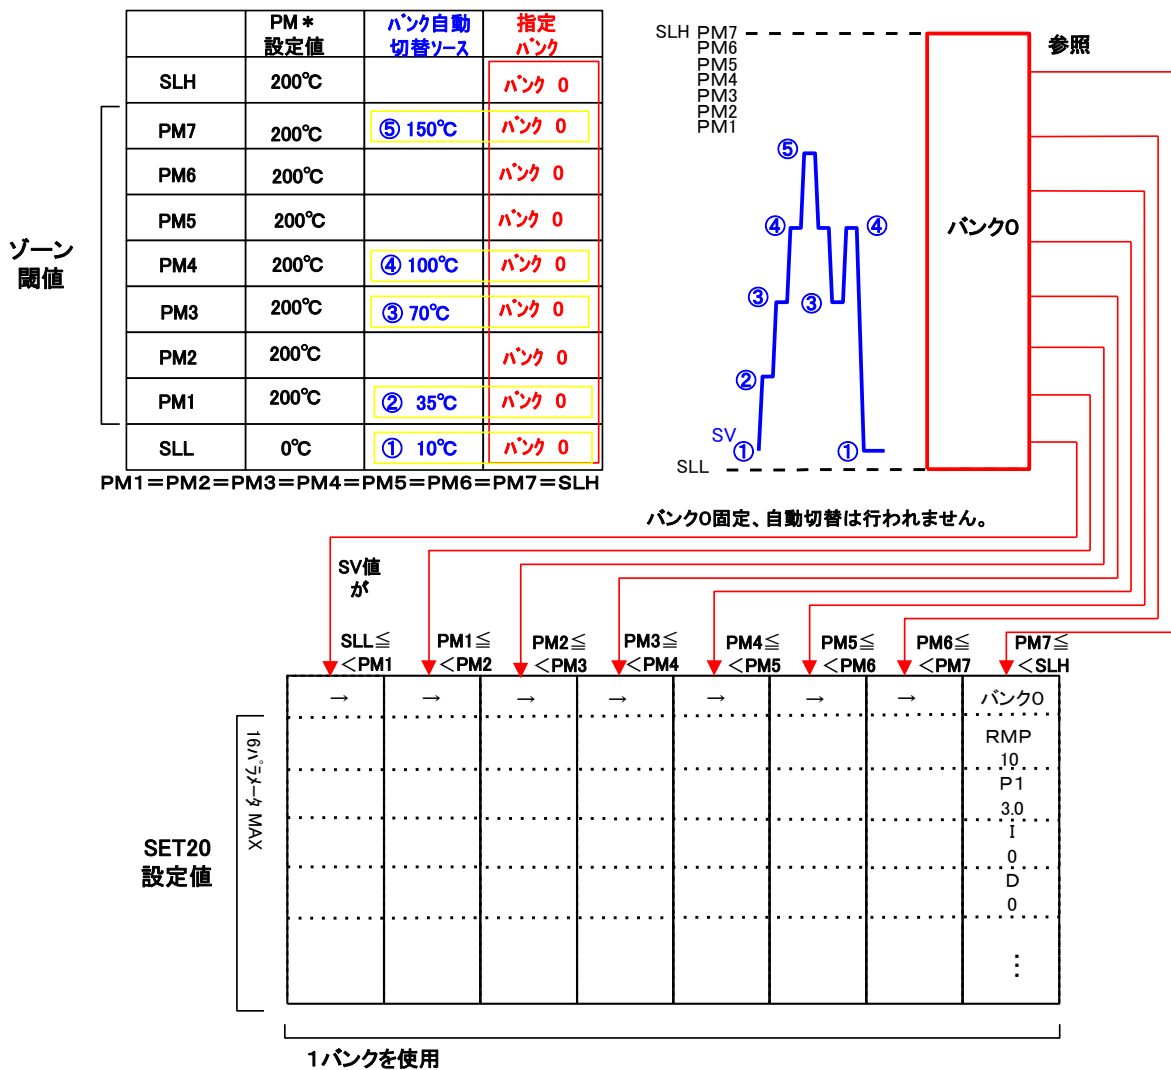 PM＊
設定値
ﾊﾞﾝｸ自動
切替ｿｰｽ
指定
ﾊﾞﾝｸ
SLH 200℃ ﾊﾞﾝｸ 0
PM7 200℃ ⑤ 150℃ ﾊﾞﾝｸ 0
PM6 200℃ ﾊﾞﾝｸ 0
PM5 200℃ ﾊﾞﾝｸ 0
PM4 200℃ ④ 100℃ ﾊﾞﾝｸ 0
PM3 200℃ ③ 70℃ ﾊﾞﾝｸ 0
PM2 200℃ ﾊﾞﾝｸ 0
PM1 200℃ ② 35℃ ﾊﾞﾝｸ 0
SLL 0℃ ① 10℃ ﾊﾞﾝｸ 0
ゾーン
閾値
PM1＝PM2＝PM3＝PM4＝PM5＝PM6＝PM7＝SLH
SLH PM7
PM6
PM5
PM4
PM3
PM2
PM1
参照
⑤
④ ④
③ ③
②
SV
① ①
SLL
バンク0
バンク0固定、自動切替は行われません。
SV値
が
SLL≦
＜PM1
PM1≦
＜PM2
PM2≦
＜PM3
PM3≦
＜PM4
PM4≦
＜PM5
PM5≦
＜PM6
PM6≦
＜PM7
PM7≦
＜SLH
→ → → → → → → バンク0
RMP
10
P1
3.0
I
0
D
0
⋮
16ﾊﾟﾗﾒｰﾀ MAX
SET20
設定値
1バンクを使用